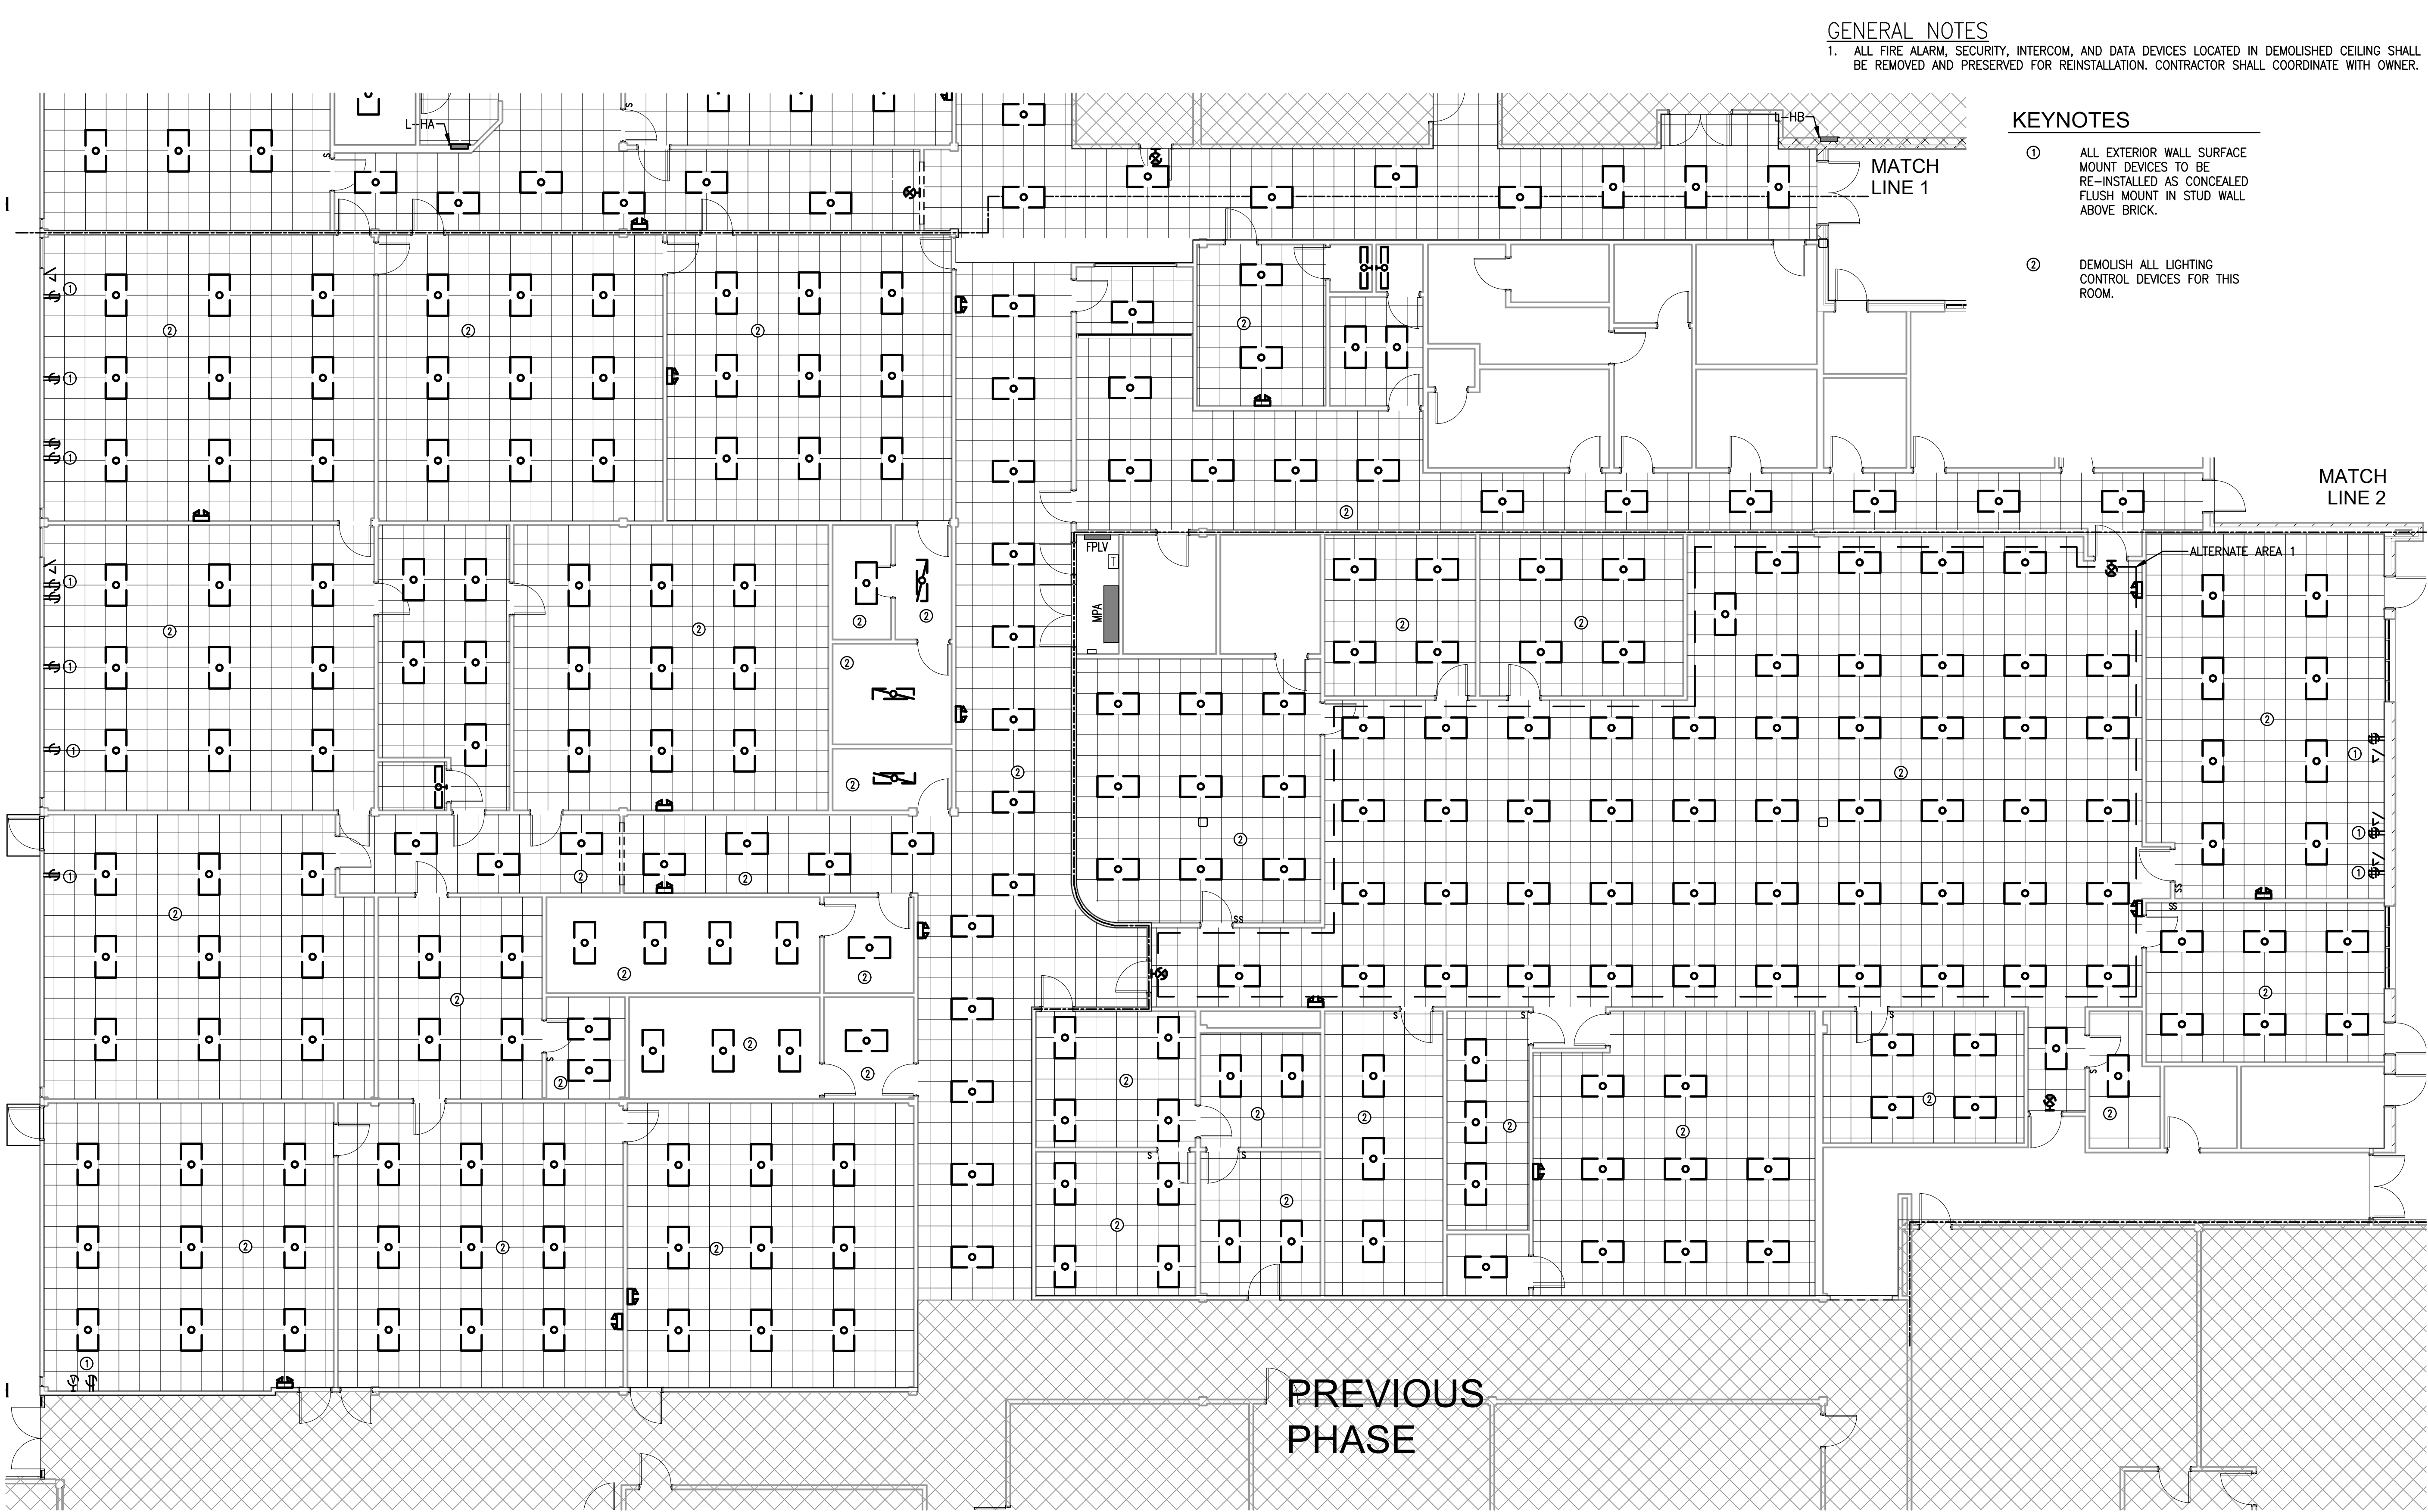 GENERAL NOTES
1. ALL FIRE ALARM, SECURITY, INTERCOM, AND DATA DEVICES LOCATED IN DEMOLISHED CEILING SHALL
BE REMOVED AND PRESERVED FOR REINSTALLATION. CONTRACTOR SHALL COORDINATE WITH OWNER.
KEYNOTES
1 ALL EXTERIOR WALL SURFACE
MOUNT DEVICES TO BE
RE-INSTALLED AS CONCEALED
FLUSH MOUNT IN STUD WALL
ABOVE BRICK.
2 DEMOLISH ALL LIGHTING
CONTROL DEVICES FOR THIS
ROOM.
L-HA
L-HB
MATCH
LINE 1
MATCH
LINE 2
ALTERNATE AREA 1
FPLV
T
MPA
PREVIOUS
PHASE